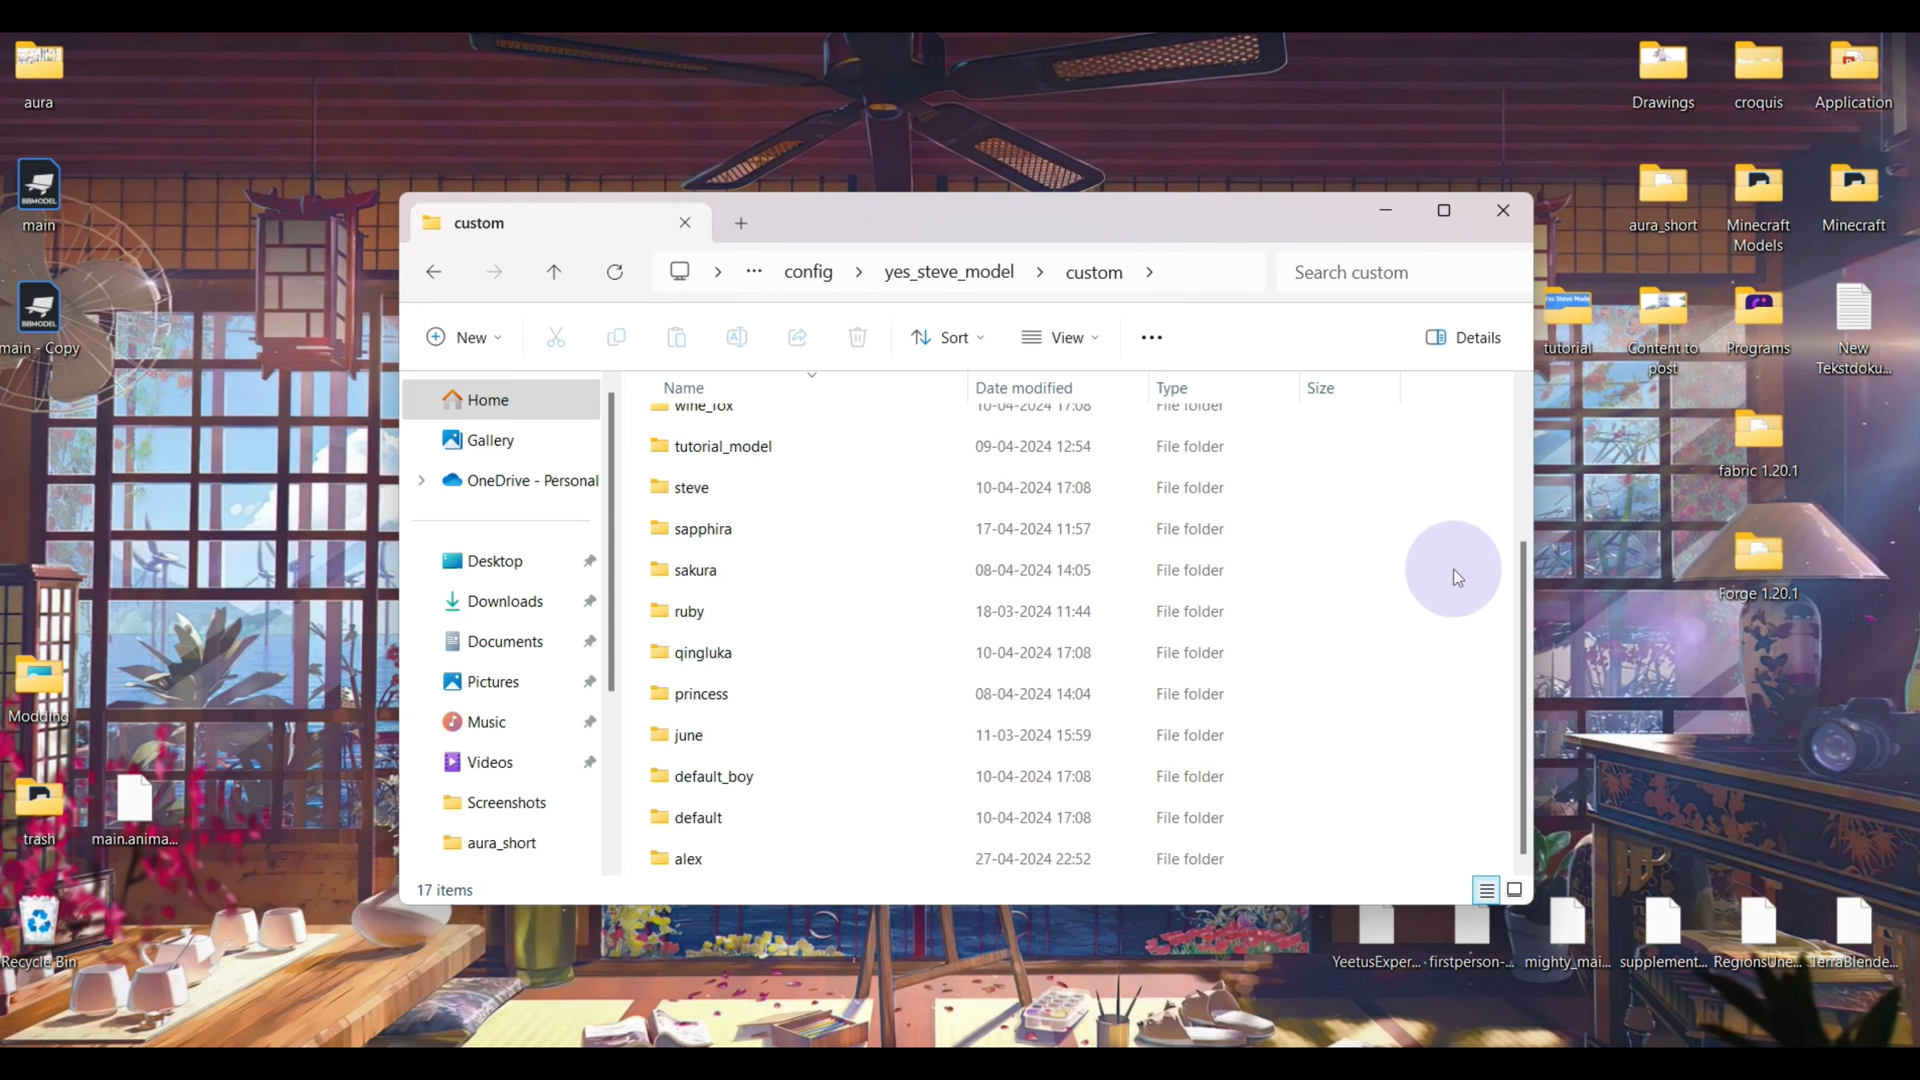 aura
main
main - Copy
Modding
trash
main.anima...
Recycle Bin
Drawings
croquis
Application
aura_short
Minecraft
Models
Minecraft
tutorial
Content to
post
Programs
New
Tekstdoku...
fabric 1.20.1
Forge 1.20.1
custom
config
yes_steve_model
custom
Search custom
New
Sort
View
Details
Home
Gallery
OneDrive - Personal
Desktop
Downloads
Documents
Pictures
Music
Videos
Screenshots
aura_short
Name Date modified Type Size
wine_fox 10-04-2024 17:08 File folder
tutorial_model 09-04-2024 12:54 File folder
steve 10-04-2024 17:08 File folder
sapphira 17-04-2024 11:57 File folder
sakura 08-04-2024 14:05 File folder
ruby 18-03-2024 11:44 File folder
qingluka 10-04-2024 17:08 File folder
princess 08-04-2024 14:04 File folder
june 11-03-2024 15:59 File folder
default_boy 10-04-2024 17:08 File folder
default 10-04-2024 17:08 File folder
alex 27-04-2024 22:52 File folder
17 items
YeetusExper...
firstperson-...
mighty_mai...
supplement...
RegionsUne...
TerraBlende...